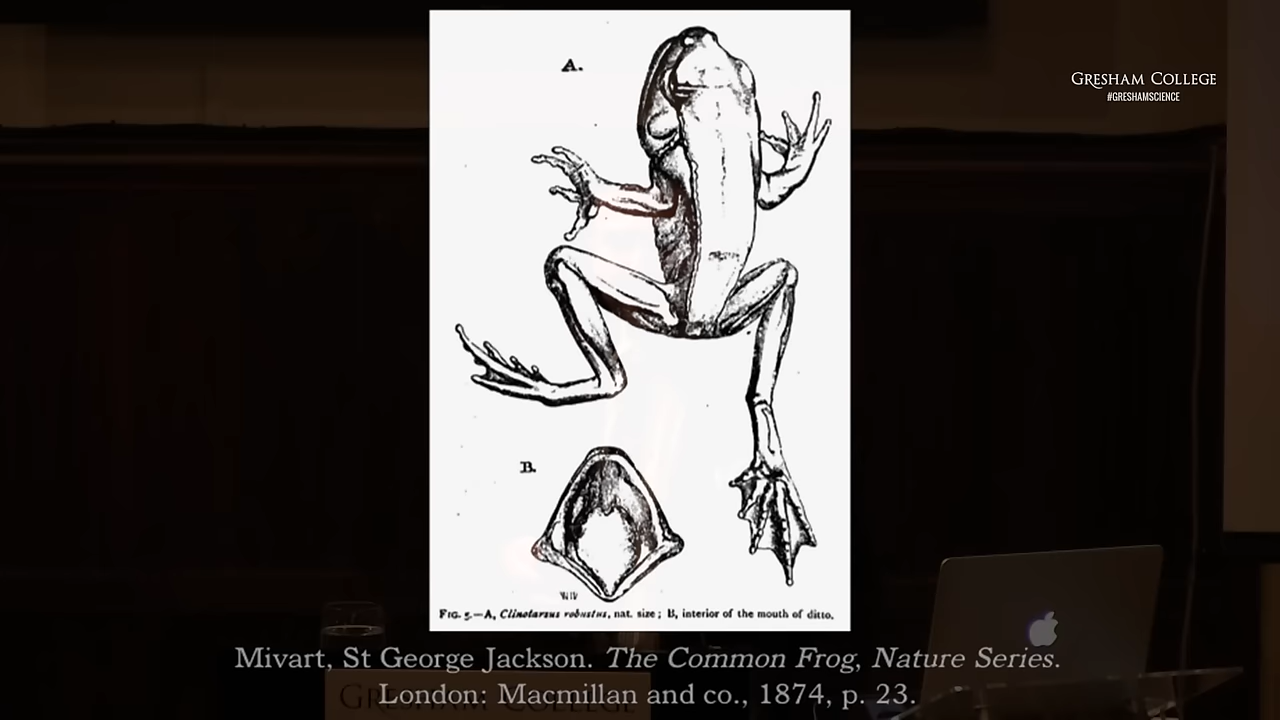 GRESHAM COLLEGE
#GRESHAMSCIENCE
A.
B.
FIG. 5.—A, Clinotarsus robustus, nat. size; B, interior of the mouth of ditto.
Mivart, St George Jackson. The Common Frog, Nature Series.
London: Macmillan and co., 1874, p. 23.